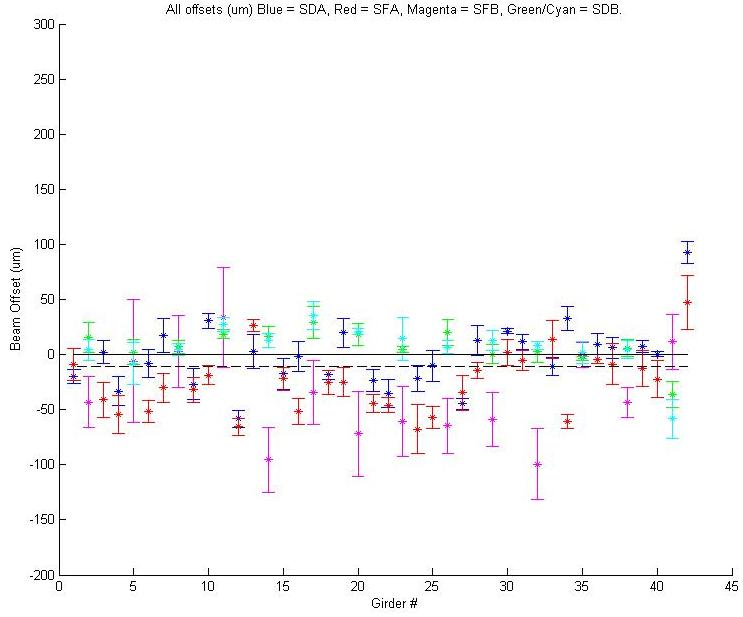 All offsets (um) Blue = SDA, Red = SFA, Magenta = SFB, Green/Cyan = SDB.
300
250
200
150
100
50
0
-50
-100
-150
-200
Beam Offset (um)
0 5 10 15 20 25 30 35 40 45
Girder #